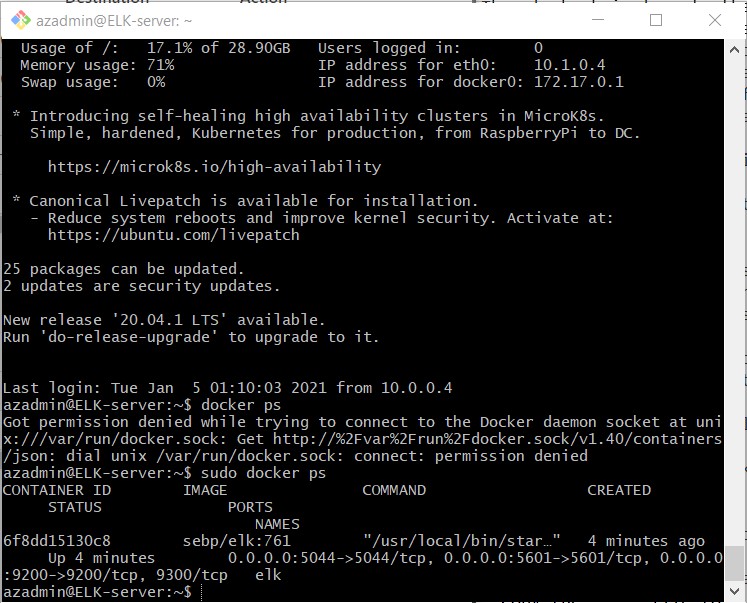 Destination Action
azadmin@ELK-server: ~
Usage of /: 17.1% of 28.90GB Users logged in: 0
Memory usage: 71% IP address for eth0: 10.1.0.4
Swap usage: 0% IP address for docker0: 172.17.0.1
* Introducing self-healing high availability clusters in MicroK8s.
Simple, hardened, Kubernetes for production, from RaspberryPi to DC.
https://microk8s.io/high-availability
* Canonical Livepatch is available for installation.
- Reduce system reboots and improve kernel security. Activate at:
https://ubuntu.com/livepatch
25 packages can be updated.
2 updates are security updates.
New release '20.04.1 LTS' available.
Run 'do-release-upgrade' to upgrade to it.
Last login: Tue Jan  5 01:10:03 2021 from 10.0.0.4
azadmin@ELK-server:~$ docker ps
Got permission denied while trying to connect to the Docker daemon socket at uni
x:///var/run/docker.sock: Get http://%2Fvar%2Frun%2Fdocker.sock/v1.40/containers
/json: dial unix /var/run/docker.sock: connect: permission denied
azadmin@ELK-server:~$ sudo docker ps
CONTAINER ID IMAGE COMMAND CREATED
STATUS PORTS
NAMES
6f8dd15130c8 sebp/elk:761 "/usr/local/bin/star…" 4 minutes ago
Up 4 minutes 0.0.0.0:5044->5044/tcp, 0.0.0.0:5601->5601/tcp, 0.0.0.0
:9200->9200/tcp, 9300/tcp elk
azadmin@ELK-server:~$